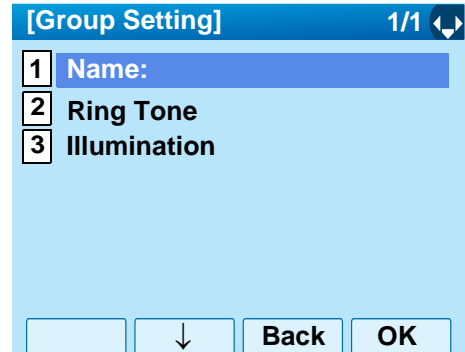 [Group Setting] 1/1
1 Name:
2 Ring Tone
3 Illumination
↓ Back OK